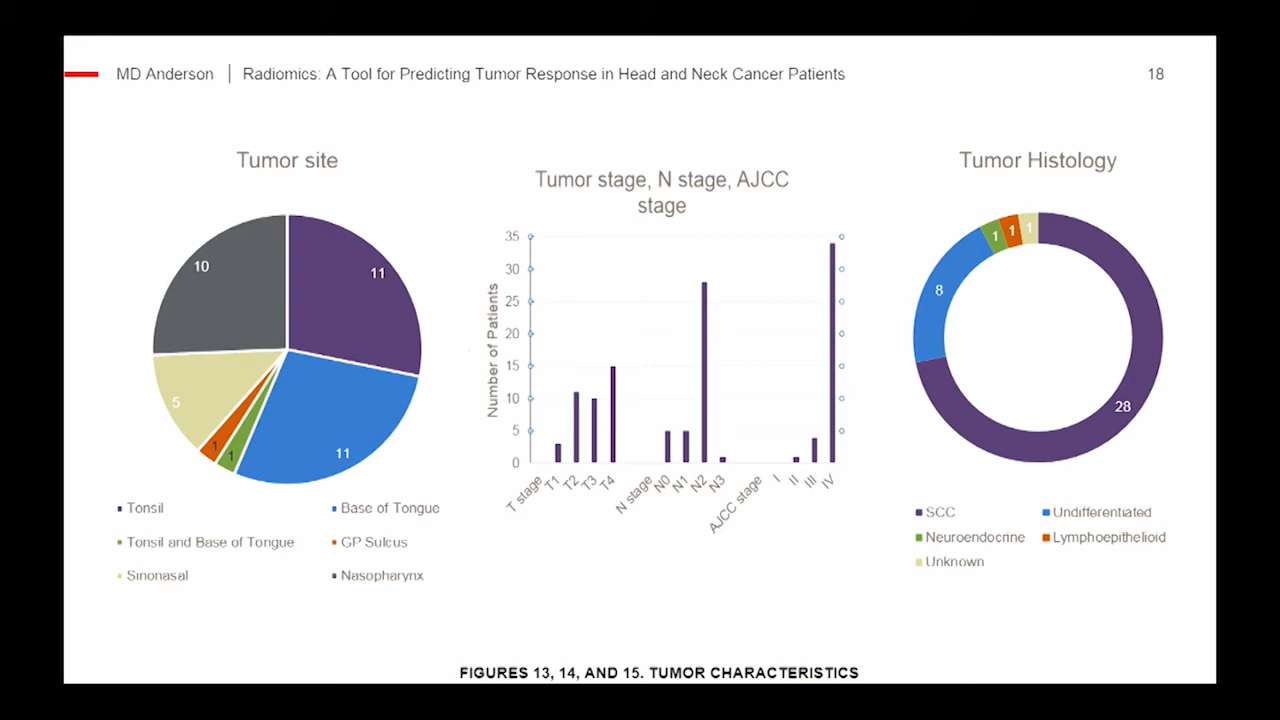 MD Anderson | Radiomics: A Tool for Predicting Tumor Response in Head and Neck Cancer Patients 18
Tumor site
10
11
5
1
1
11
Tonsil
Base of Tongue
Tonsil and Base of Tongue
GP Sulcus
Sinonasal
Nasopharynx
Tumor stage, N stage, AJCC
stage
Number of Patients
35
30
25
20
15
10
5
0
T stage
T1
T2
T3
T4
N stage
N0
N1
N2
N3
AJCC stage
I
II
III
IV
Tumor Histology
1
1
1
8
28
SCC
Undifferentiated
Neuroendocrine
Lymphoepithelioid
Unknown
FIGURES 13, 14, AND 15. TUMOR CHARACTERISTICS